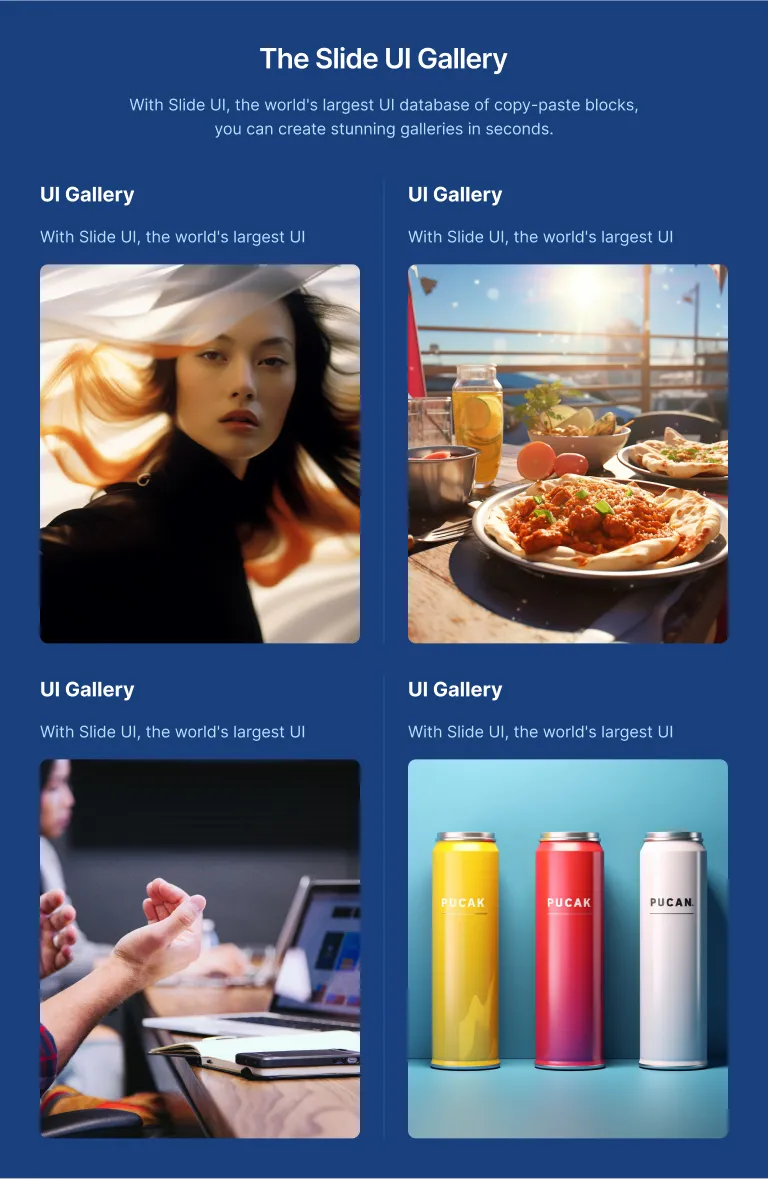 The Slide UI Gallery
With Slide UI, the world's largest UI database of copy-paste blocks,
you can create stunning galleries in seconds.
UI Gallery
With Slide UI, the world's largest UI
UI Gallery
With Slide UI, the world's largest UI
UI Gallery
With Slide UI, the world's largest UI
UI Gallery
With Slide UI, the world's largest UI
PUCAK
PUCAK
PUCAN.